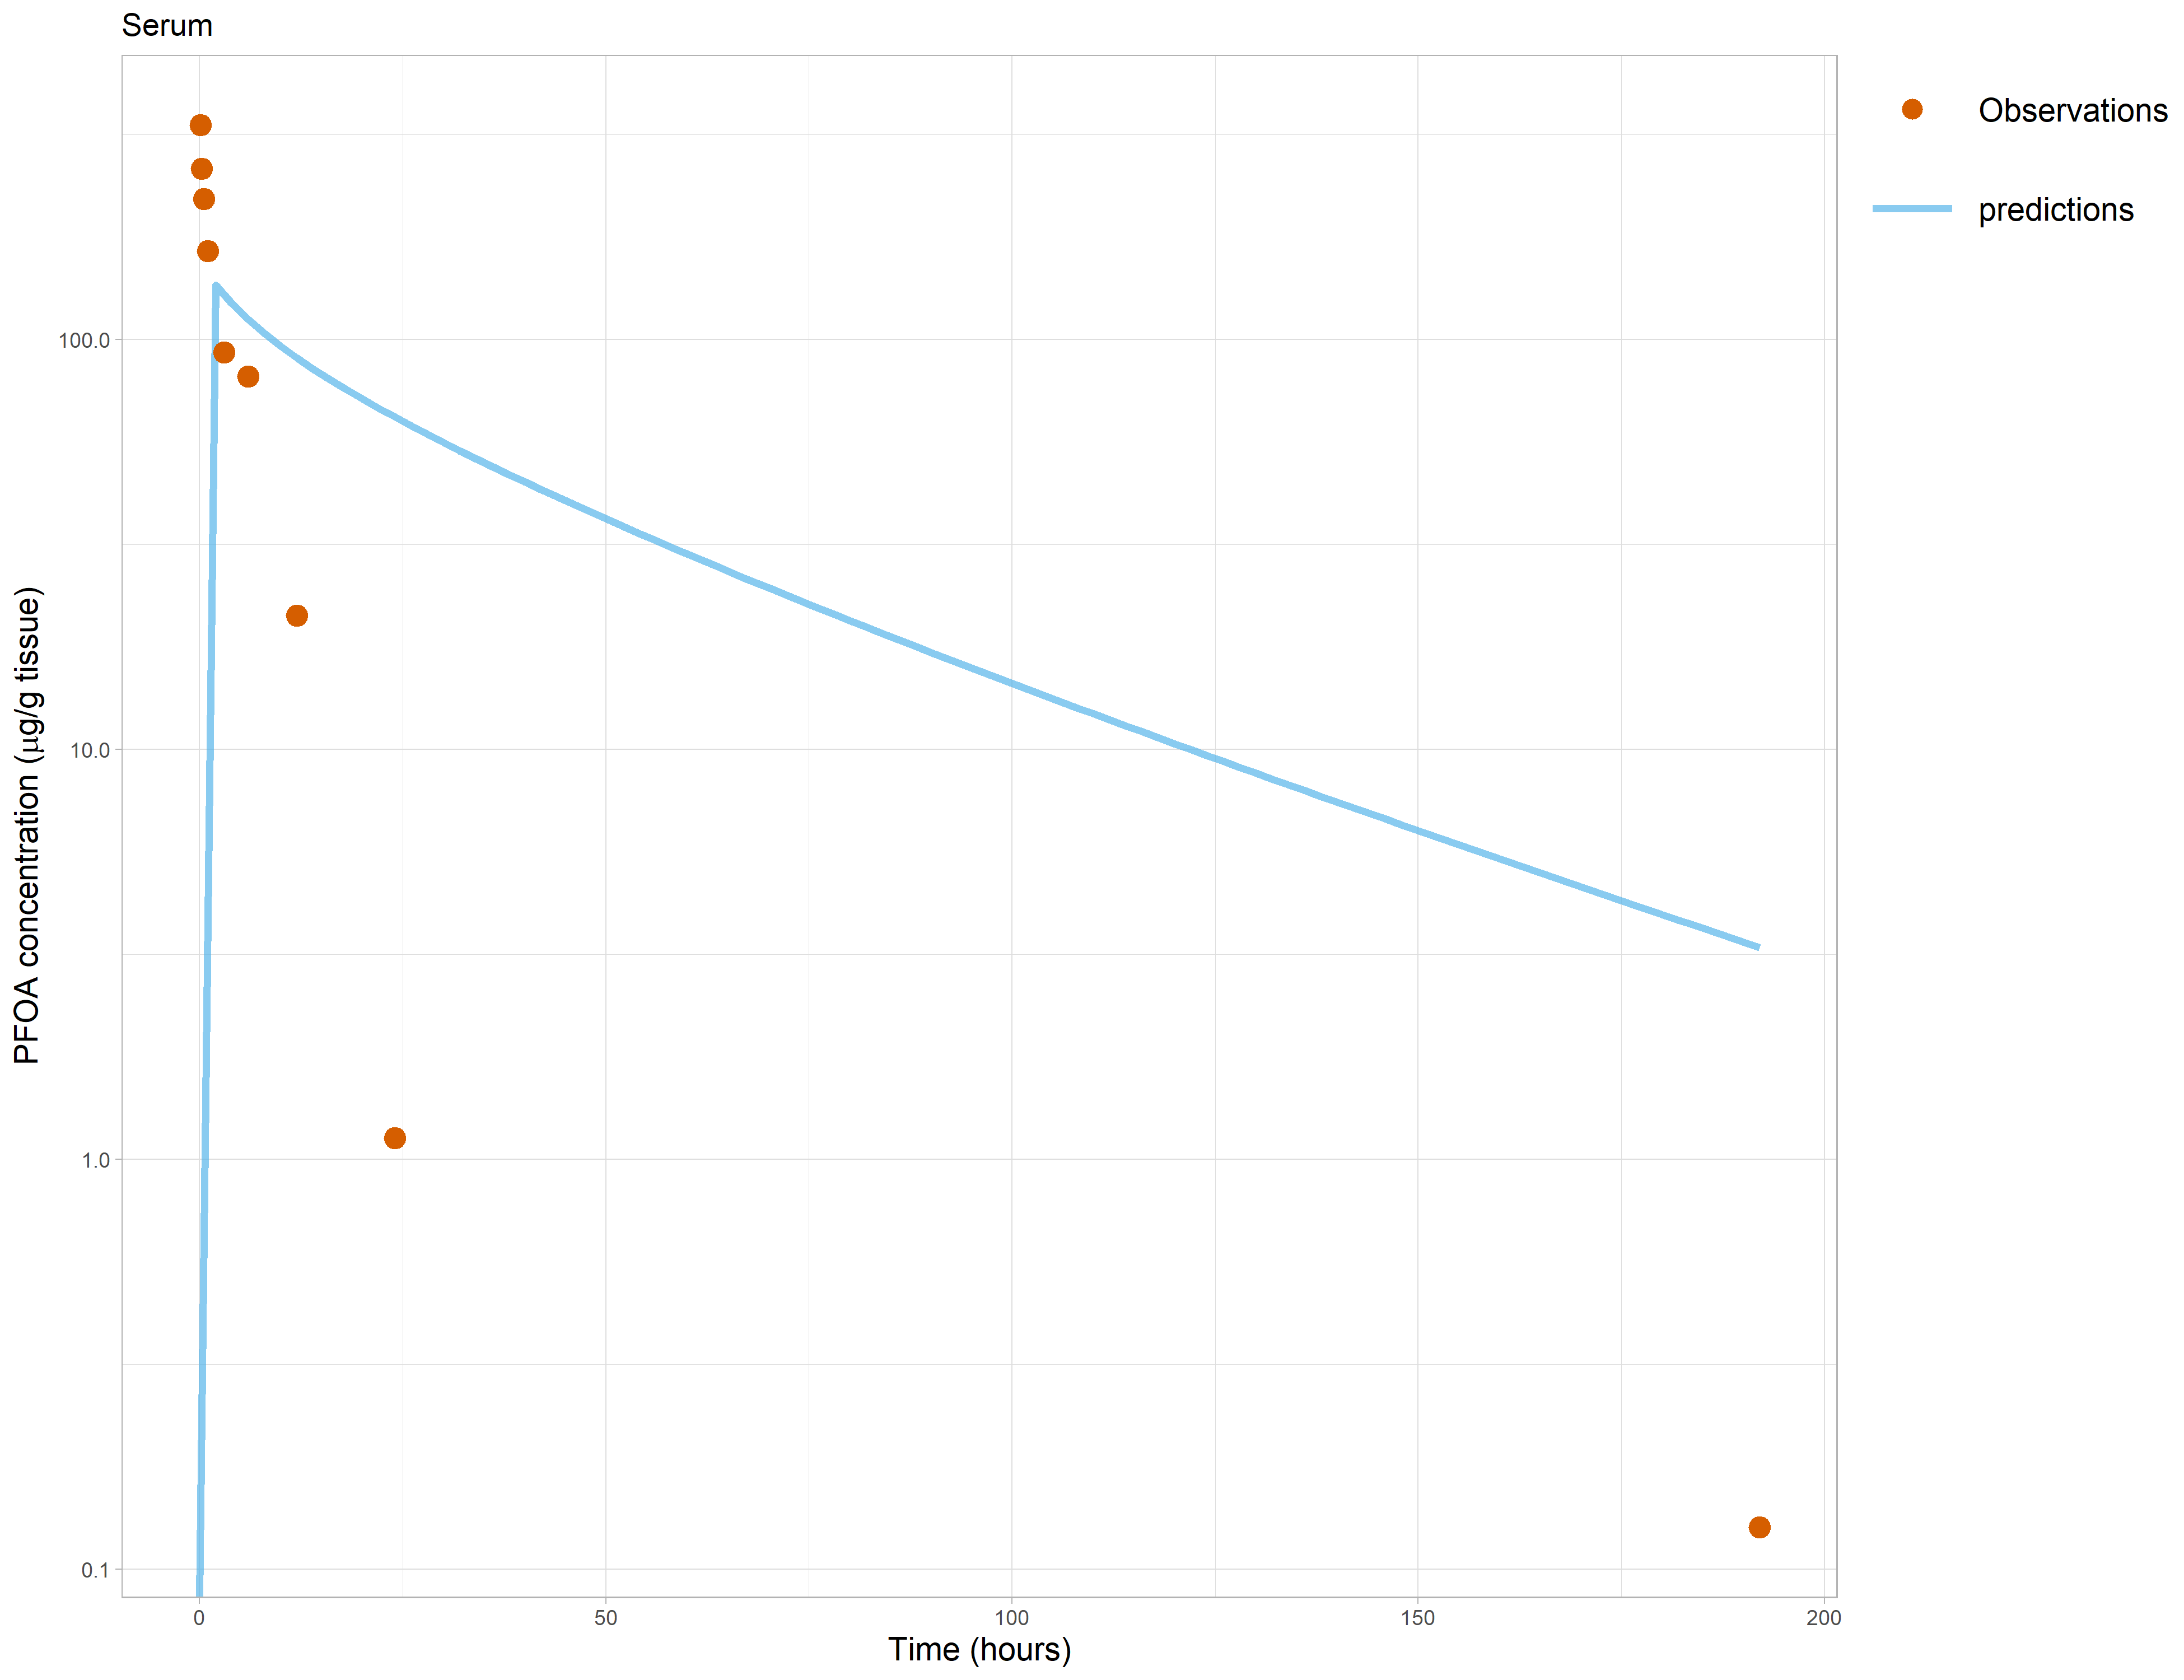 Serum
Observations
predictions
PFOA concentration (μg/g tissue)
100.0
10.0
1.0
0.1
0
50
100
150
200
Time (hours)